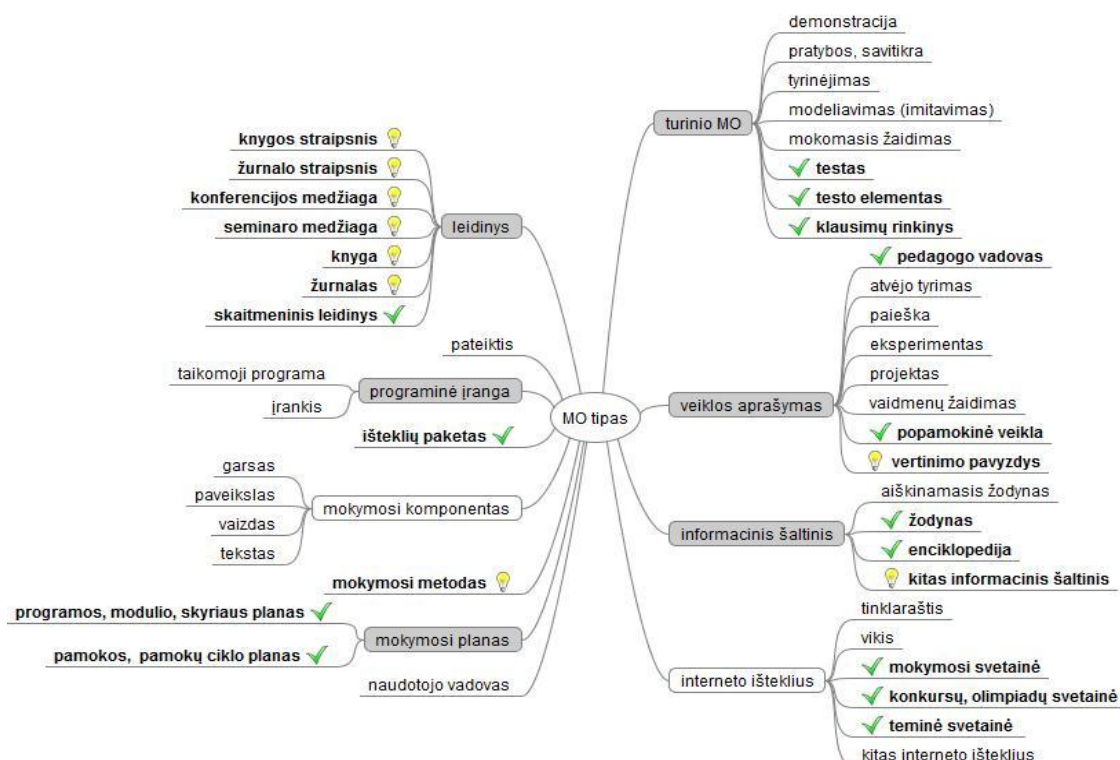 MO tipas
turinio MO
demonstracija
pratybos, savitikra
tyrinėjimas
modeliavimas (imitavimas)
mokomasis žaidimas
testas
testo elementas
klausimų rinkinys
veiklos aprašymas
pedagogo vadovas
atvėjo tyrimas
paieška
eksperimentas
projektas
vaidmenų žaidimas
popamokinė veikla
vertinimo pavyzdys
informacinis šaltinis
aiškinamasis žodynas
žodynas
enciklopedija
kitas informacinis šaltinis
interneto išteklius
tinklaraštis
vikis
mokymosi svetainė
konkursų, olimpiadų svetainė
teminė svetainė
kitas interneto išteklius
leidinys
knygos straipsnis
žurnalo straipsnis
konferencijos medžiaga
seminaro medžiaga
knyga
žurnalas
skaitmeninis leidinys
pateiktis
programinė įranga
taikomoji programa
įrankis
išteklių paketas
mokymosi komponentas
garsas
paveikslas
vaizdas
tekstas
mokymosi metodas
mokymosi planas
programos, modulio, skyriaus planas
pamokos, pamokų ciklo planas
naudotojo vadovas